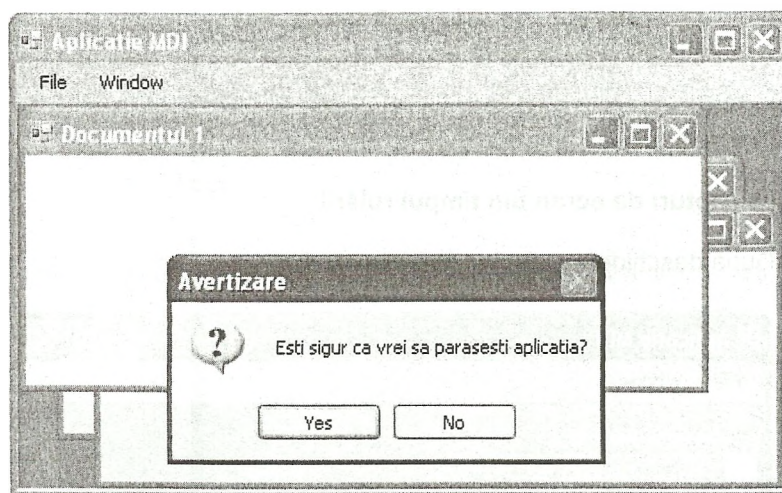 Aplicatie MDI
File Window
Documentul 1
Avertizare
Esti sigur ca vrei sa parasesti aplicatia?
Yes No